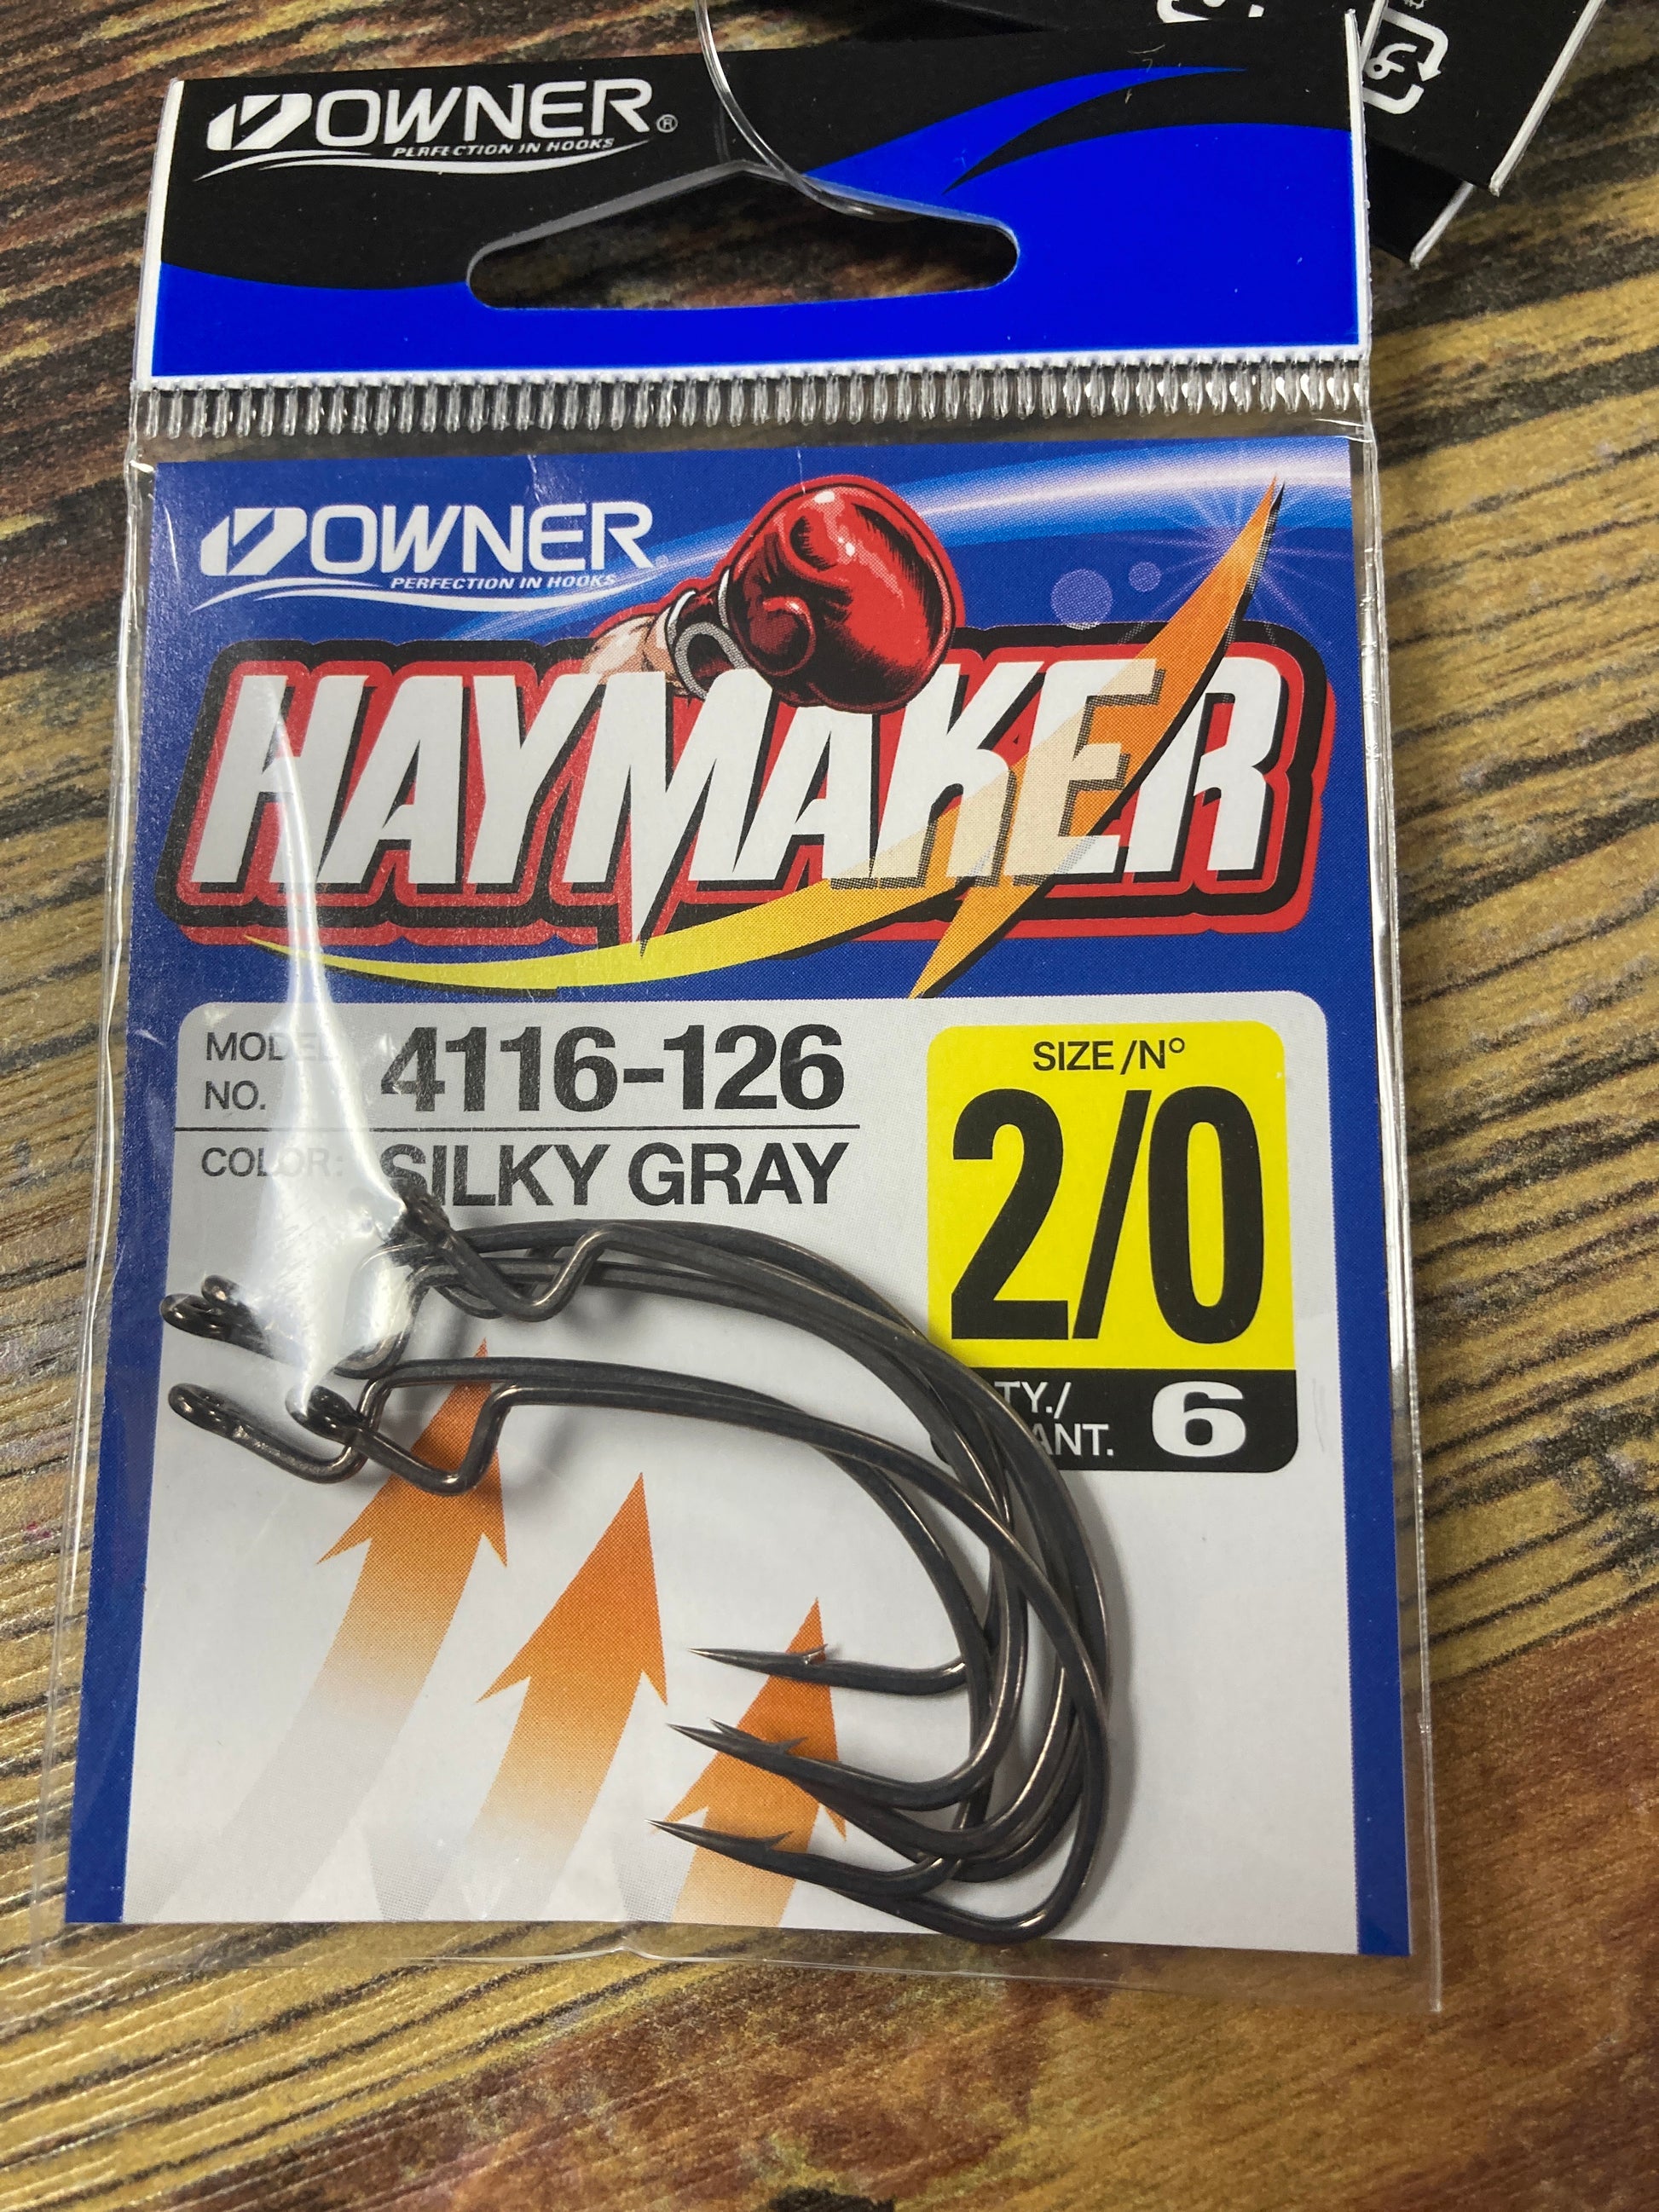 OWNER®
PERFECTION IN HOOKS
OWNER
PERFECTION IN HOOKS
HAYMAKER
MODEL NO. 4116-126
COLOR: SILKY GRAY
SIZE/Nº
2/0
6